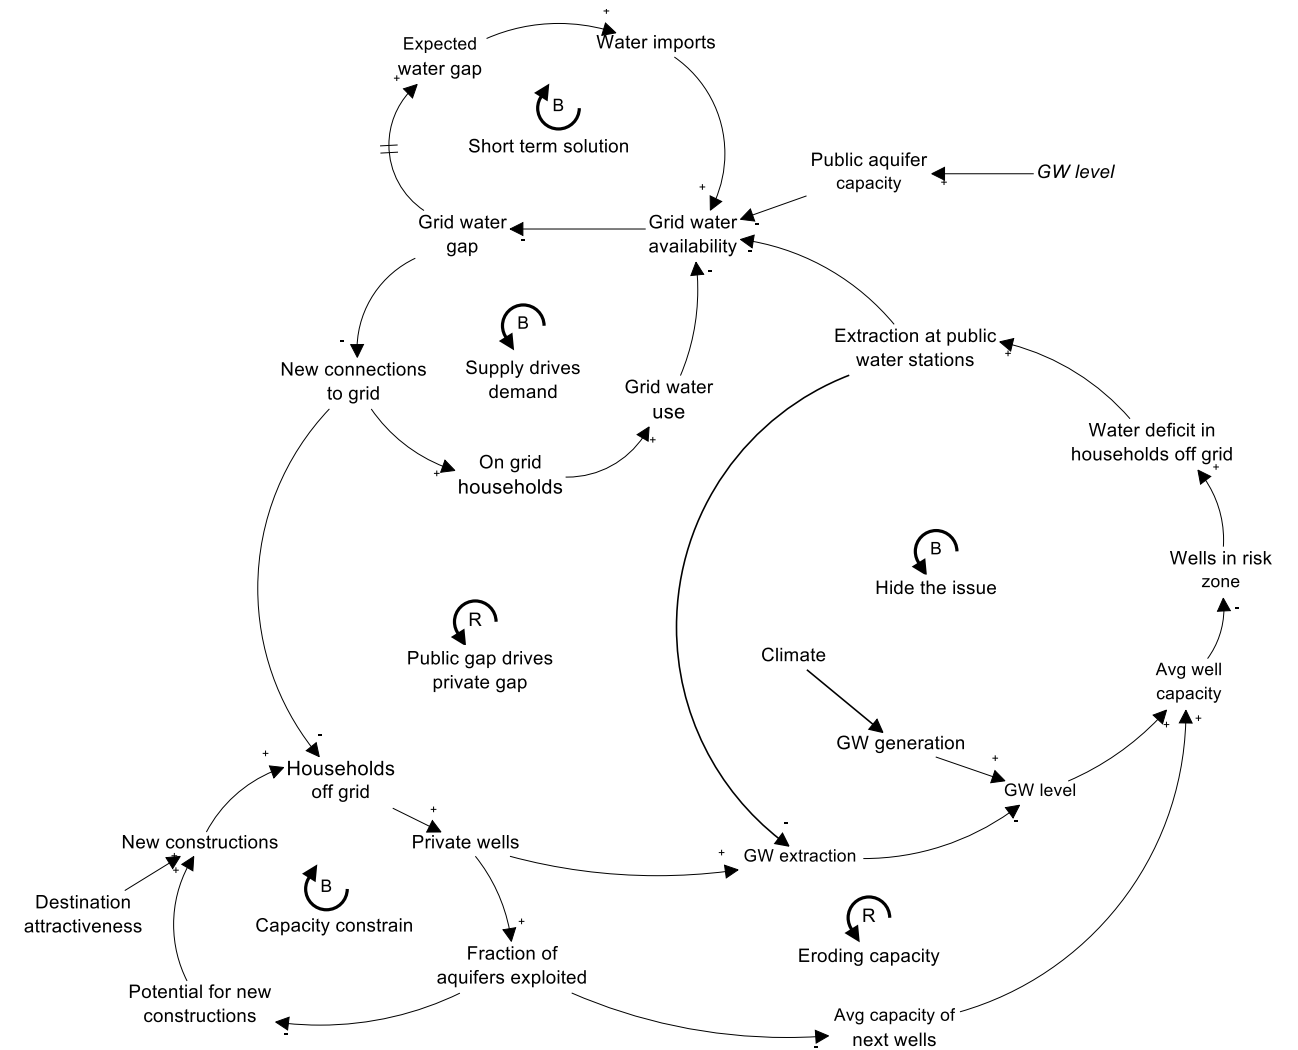 Expected
water gap
Water imports
B
Short term solution
Public aquifer
capacity
GW level
Grid water
gap
Grid water
availability
B
Supply drives
demand
Extraction at public
water stations
New connections
to grid
Grid water
use
Water deficit in
households off grid
On grid
households
B
Hide the issue
Wells in risk
zone
R
Public gap drives
private gap
Climate
Avg well
capacity
GW generation
GW level
Households
off grid
New constructions
Private wells
GW extraction
B
Capacity constrain
Destination
attractiveness
R
Eroding capacity
Fraction of
aquifers exploited
Potential for new
constructions
Avg capacity of
next wells